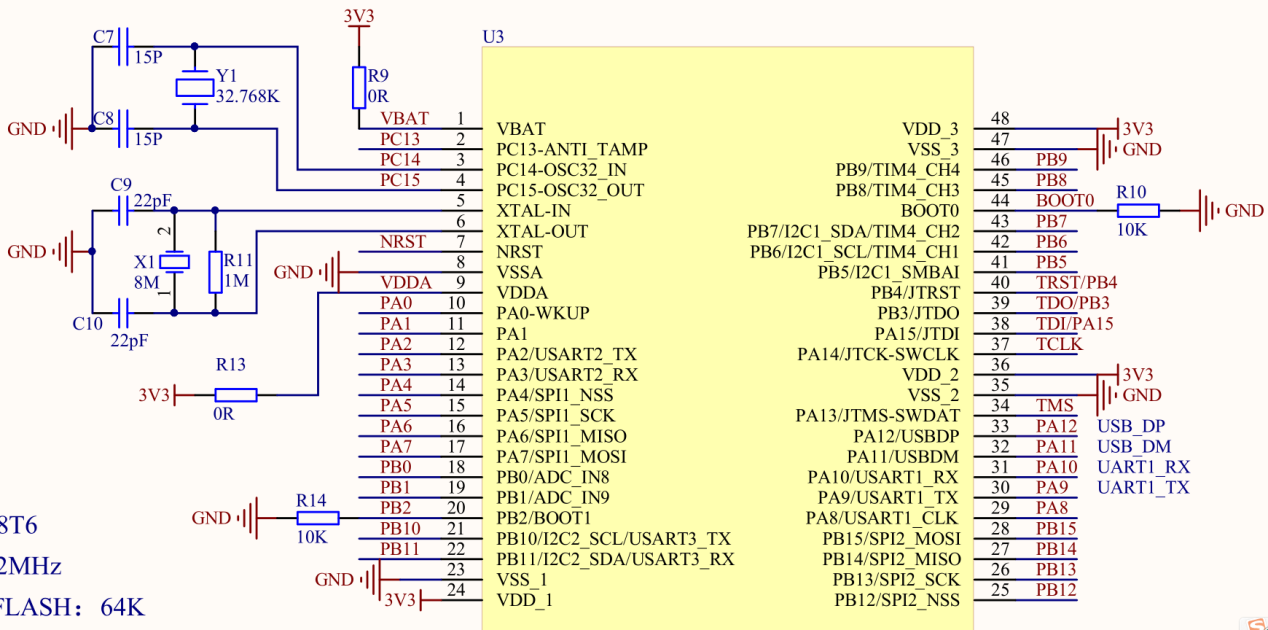 3V3
C7
15P
Y1
32.768K
R9
0R
U3
GND
C8
15P
VBAT 1 VBAT
PC13 2 PC13-ANTI_TAMP
PC14 3 PC14-OSC32_IN
PC15 4 PC15-OSC32_OUT
5 XTAL-IN
6 XTAL-OUT
NRST 7 NRST
8 VSSA
VDDA 9 VDDA
PA0 10 PA0-WKUP
PA1 11 PA1
PA2 12 PA2/USART2_TX
PA3 13 PA3/USART2_RX
PA4 14 PA4/SPI1_NSS
PA5 15 PA5/SPI1_SCK
PA6 16 PA6/SPI1_MISO
PA7 17 PA7/SPI1_MOSI
PB0 18 PB0/ADC_IN8
PB1 19 PB1/ADC_IN9
PB2 20 PB2/BOOT1
PB10 21 PB10/I2C2_SCL/USART3_TX
PB11 22 PB11/I2C2_SDA/USART3_RX
23 VSS_1
24 VDD_1
C9
22pF
GND
2
X1
8M
1
R11
1M
C10
22pF
GND
R13
3V3
0R
GND
R14
10K
GND
3V3
8T6
2MHz
FLASH：64K
VDD_3 48 3V3
VSS_3 47 GND
PB9/TIM4_CH4 46 PB9
PB8/TIM4_CH3 45 PB8
BOOT0 44 BOOT0 R10 10K GND
PB7/I2C1_SDA/TIM4_CH2 43 PB7
PB6/I2C1_SCL/TIM4_CH1 42 PB6
PB5/I2C1_SMBAI 41 PB5
PB4/JTRST 40 TRST/PB4
PB3/JTDO 39 TDO/PB3
PA15/JTDI 38 TDI/PA15
PA14/JTCK-SWCLK 37 TCLK
VDD_2 36 3V3
VSS_2 35 GND
PA13/JTMS-SWDAT 34 TMS
PA12/USBDP 33 PA12 USB_DP
PA11/USBDM 32 PA11 USB_DM
PA10/USART1_RX 31 PA10 UART1_RX
PA9/USART1_TX 30 PA9 UART1_TX
PA8/USART1_CLK 29 PA8
PB15/SPI2_MOSI 28 PB15
PB14/SPI2_MISO 27 PB14
PB13/SPI2_SCK 26 PB13
PB12/SPI2_NSS 25 PB12